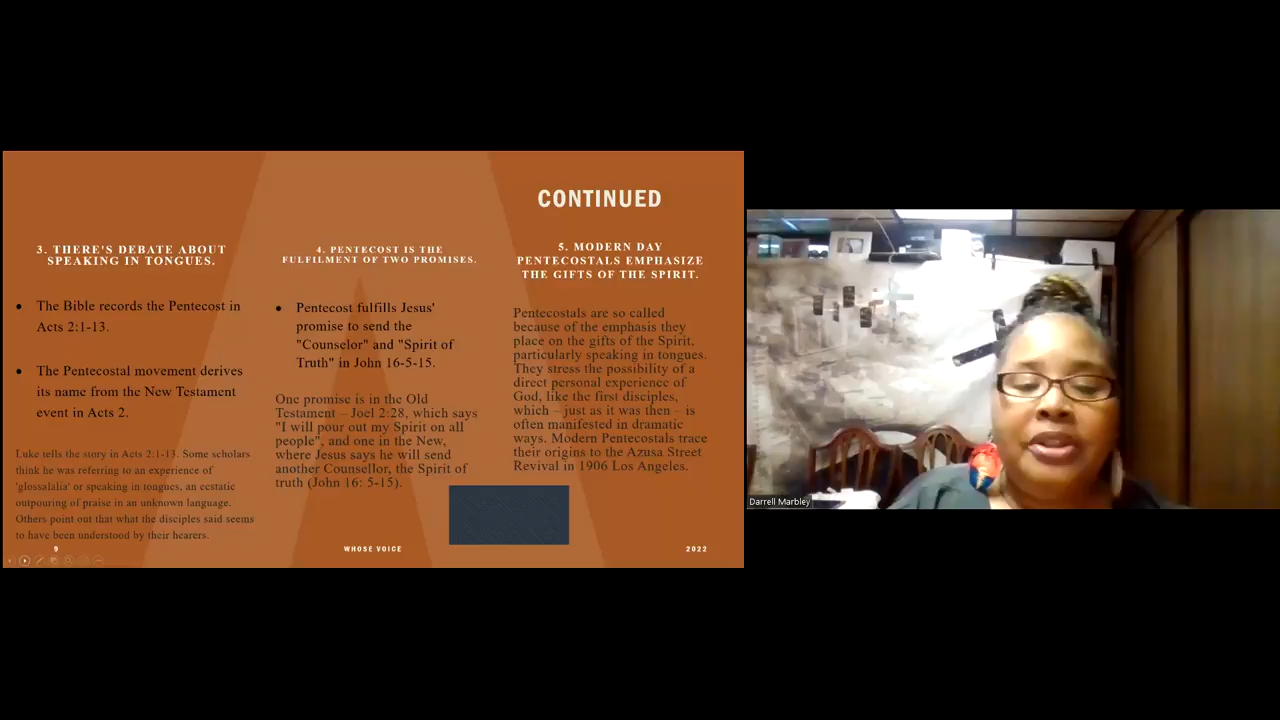 CONTINUED
3. THERE'S DEBATE ABOUT
SPEAKING IN TONGUES.
The Bible records the Pentecost in
Acts 2:1-13.
The Pentecostal movement derives
its name from the New Testament
event in Acts 2.
Luke tells the story in Acts 2:1-13. Some scholars
think he was referring to an experience of
'glossalalia' or speaking in tongues, an ecstatic
outpouring of praise in an unknown language.
Others point out that what the disciples said seems
to have been understood by their hearers.
4. PENTECOST IS THE
FULFILMENT OF TWO PROMISES.
Pentecost fulfills Jesus'
promise to send the
"Counselor" and "Spirit of
Truth" in John 16-5-15.
One promise is in the Old
Testament – Joel 2:28, which says
"I will pour out my Spirit on all
people", and one in the New,
where Jesus says he will send
another Counsellor, the Spirit of
truth (John 16: 5-15).
5. MODERN DAY
PENTECOSTALS EMPHASIZE
THE GIFTS OF THE SPIRIT.
Pentecostals are so called
because of the emphasis they
place on the gifts of the Spirit,
particularly speaking in tongues.
They stress the possibility of a
direct personal experience of
God, like the first disciples,
which – just as it was then – is
often manifested in dramatic
ways. Modern Pentecostals trace
their origins to the Azusa Street
Revival in 1906 Los Angeles.
9
WHOSE VOICE
2022
Darrell Marbley